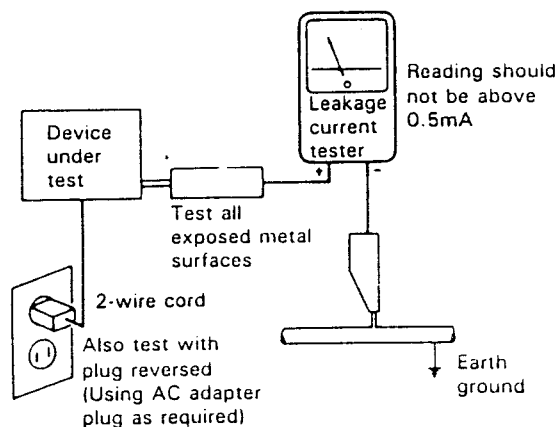 Device
under
test
Leakage
current
tester
+ -
Reading should
not be above
0.5mA
Test all
exposed metal
surfaces
2-wire cord
Also test with
plug reversed
(Using AC adapter
plug as required)
Earth
ground